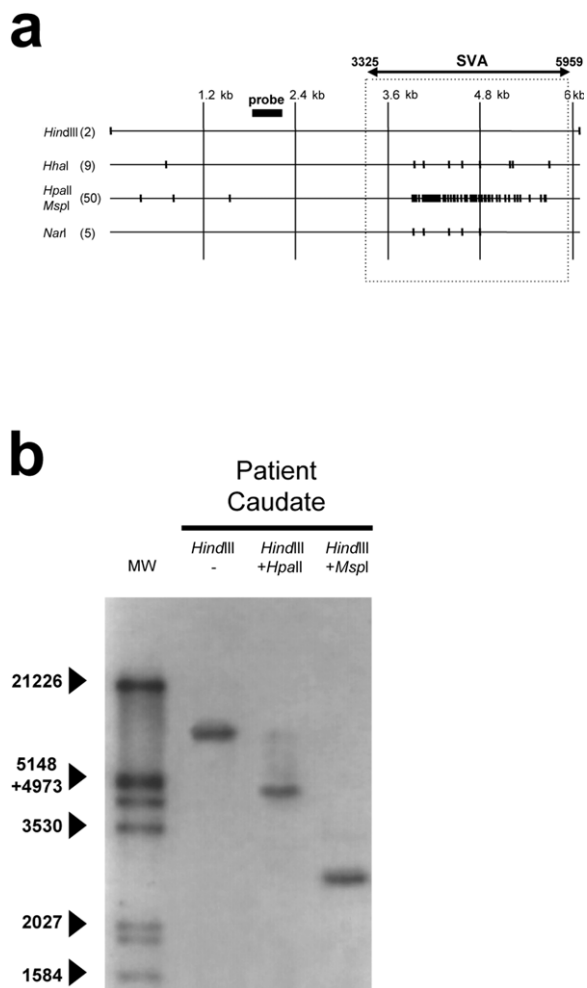 a
SVA
3325 5959
1.2 kb 2.4 kb 3.6 kb 4.8 kb 6 kb
probe
HindIII (2)
HhaI (9)
HpaII
MspI (50)
NarI (5)
b
Patient
Caudate
HindIII HindIII HindIII
MW - +HpaII +MspI
21226
5148
+4973
3530
2027
1584